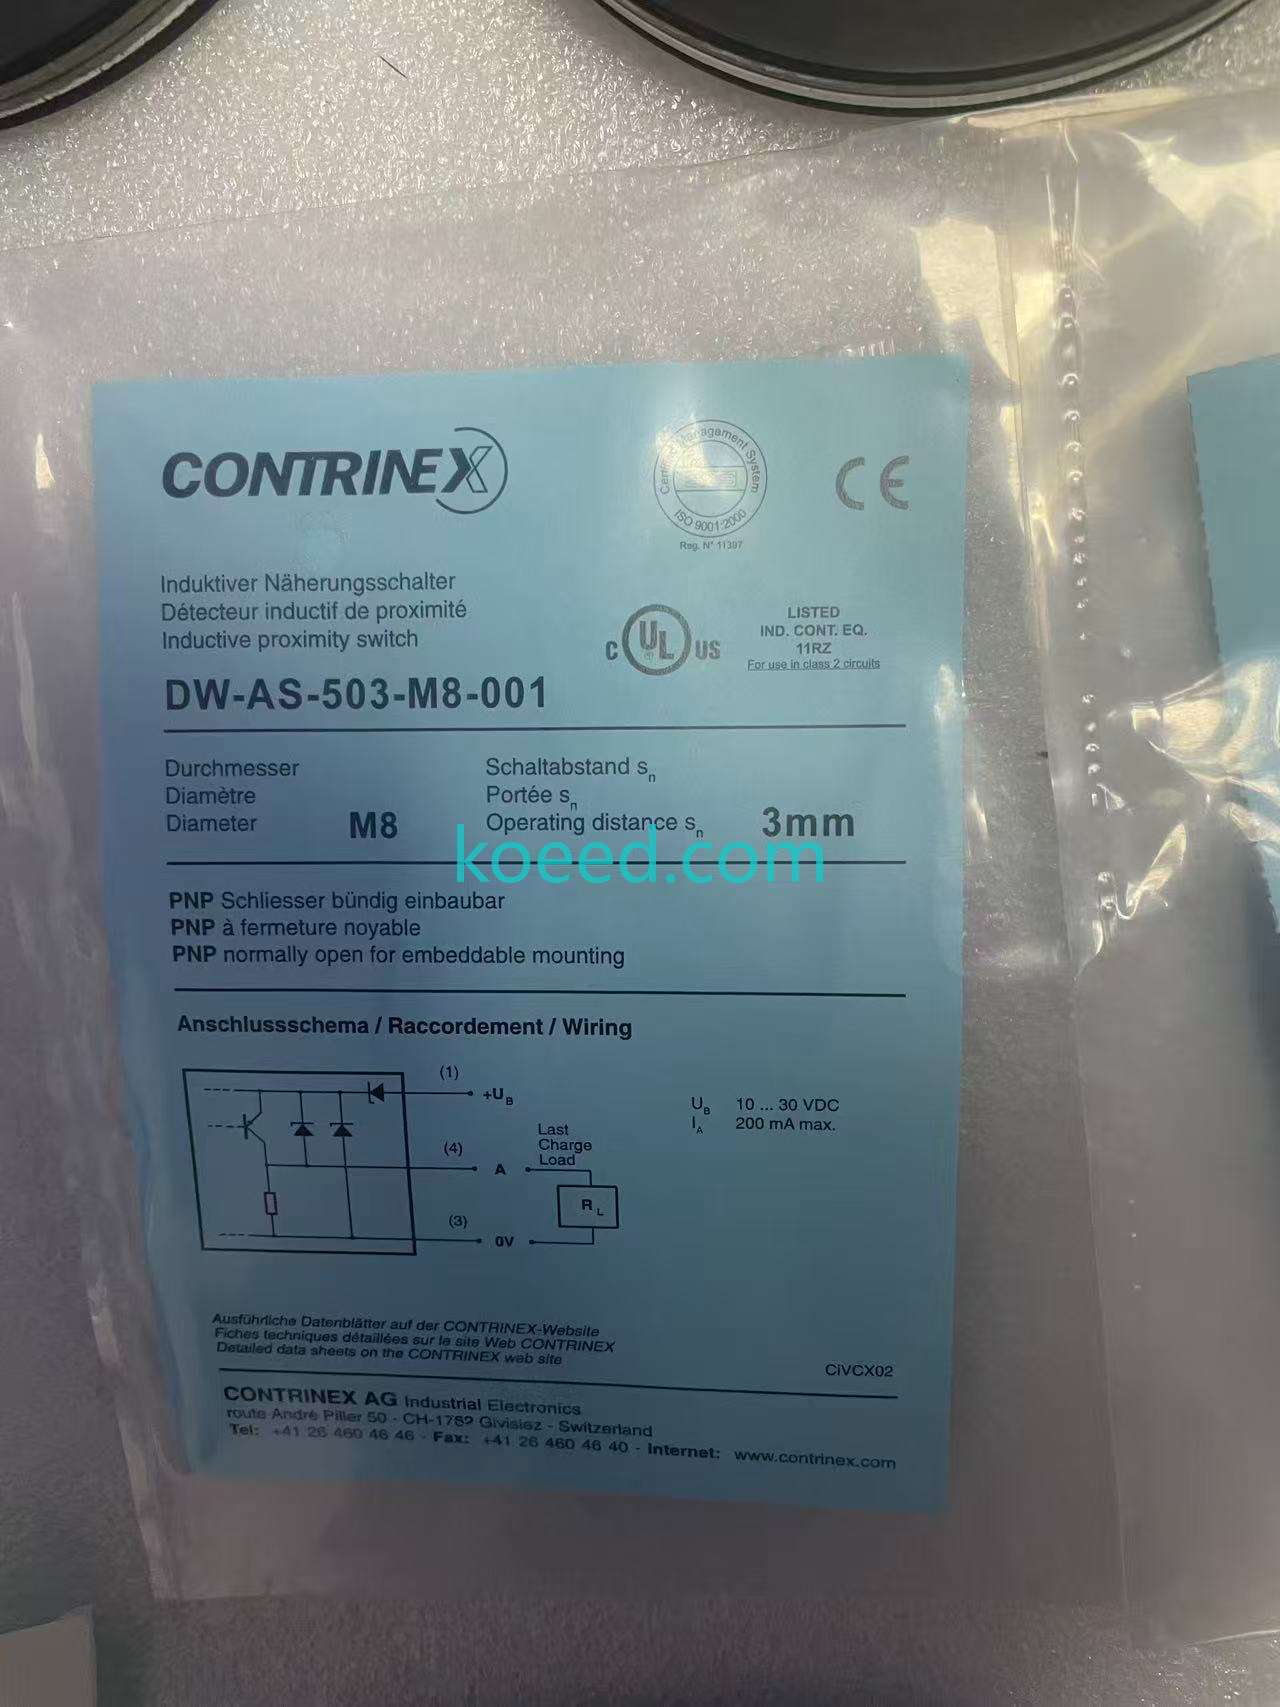 CONTRINEX
Management System
ISO 9001:2000
Reg. N° 11397
CE
Induktiver Näherungsschalter
Détecteur inductif de proximité
Inductive proximity switch
C UL US
LISTED
IND. CONT. EQ.
11RZ
For use in class 2 circuits
DW-AS-503-M8-001
Durchmesser
Diamètre
Diameter
M8
Schaltabstand sn
Portée sn
Operating distance sn
3mm
koeed.com
PNP Schliesser bündig einbaubar
PNP à fermeture noyable
PNP normally open for embeddable mounting
Anschlussschema / Raccordement / Wiring
(1)
+UB
(4)
A
(3)
0V
Last
Charge
Load
RL
UB 10 ... 30 VDC
IA 200 mA max.
Ausführliche Datenblätter auf der CONTRINEX-Website
Fiches techniques détaillées sur le site Web CONTRINEX
Detailed data sheets on the CONTRINEX web site
CiVCX02
CONTRINEX AG Industrial Electronics
route André Piller 50 - CH-1762 Givisiez - Switzerland
Tel: +41 26 460 46 46 - Fax: +41 26 460 46 40 - Internet: www.contrinex.com